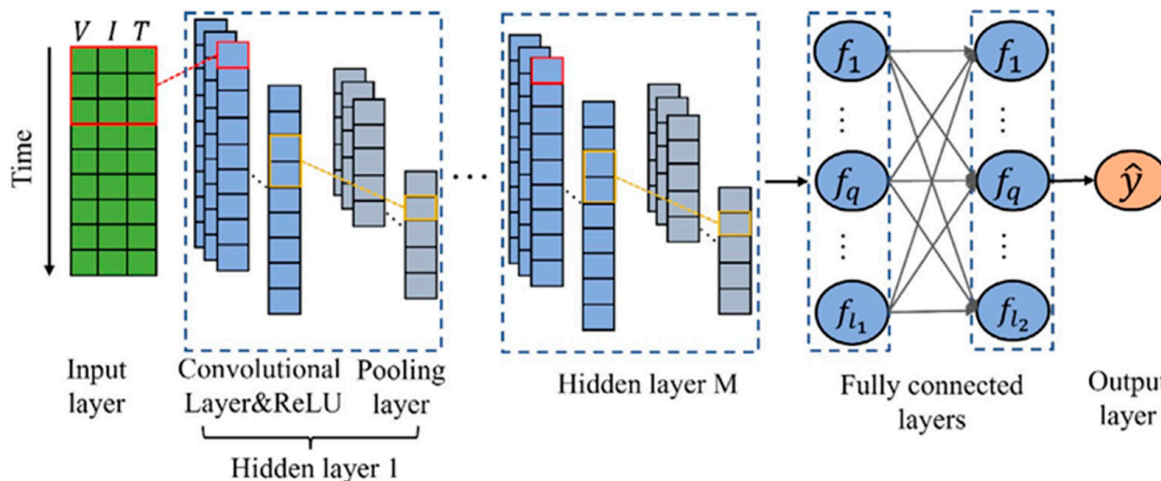 V I T
Time
f1 f1
fq fq
ŷ
fl1 fl2
Input
layer
Convolutional
Layer&ReLU
Pooling
layer
Hidden layer 1
Hidden layer M
Fully connected
layers
Output
layer